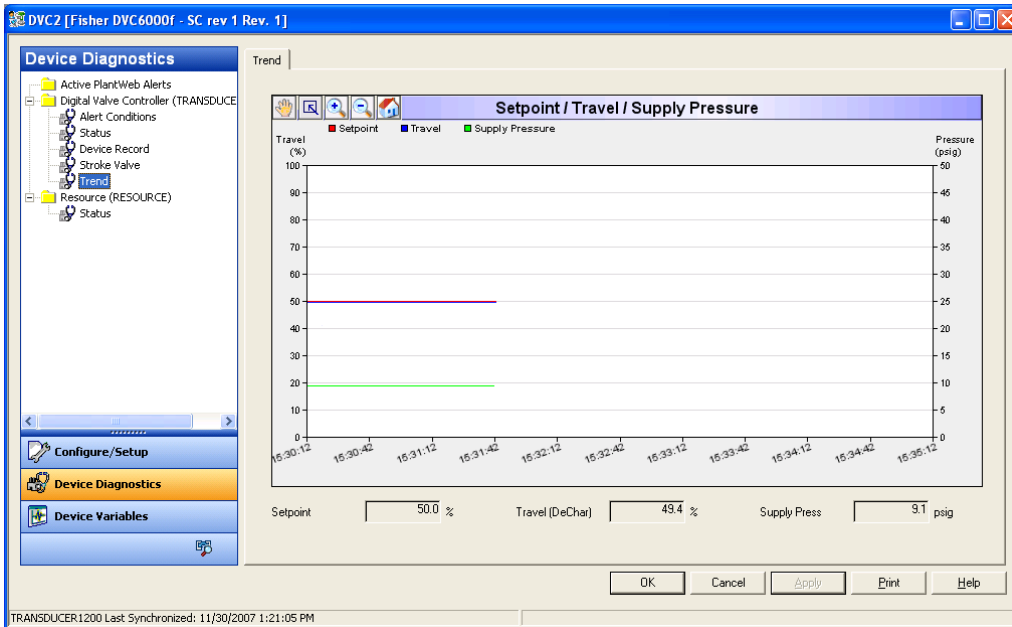 DVC2 [Fisher DVC6000f - SC rev 1 Rev. 1]
Device Diagnostics
Active PlantWeb Alerts
Digital Valve Controller (TRANSDUCE
Alert Conditions
Status
Device Record
Stroke Valve
Trend
Resource (RESOURCE)
Status
Configure/Setup
Device Diagnostics
Device Variables
Trend
Setpoint / Travel / Supply Pressure
Setpoint Travel Supply Pressure
Travel
(%)
Pressure
(psig)
100 50
90 45
80 40
70 35
60 30
50 25
40 20
30 15
20 10
10 5
0 0
15:30:12 15:30:42 15:31:12 15:31:42 15:32:12 15:32:42 15:33:12 15:33:42 15:34:12 15:34:42 15:35:12
Setpoint 50.0 % Travel (DeChar) 49.4 % Supply Press 9.1 psig
OK Cancel Apply Print Help
TRANSDUCER1200 Last Synchronized: 11/30/2007 1:21:05 PM